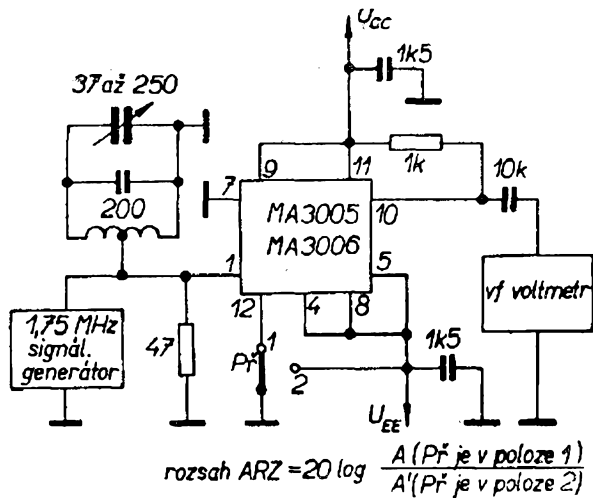 U_CC
1k5
37 až 250
200
9
11
1k
7
MA3005
MA3006
10
10k
1
5
12
4
8
1,75 MHz
signál.
generátor
47
Př
1
2
1k5
U_EE
vf voltmetr
rozsah ARZ = 20 log A (Př je v poloze 1)
A' (Př je v poloze 2)